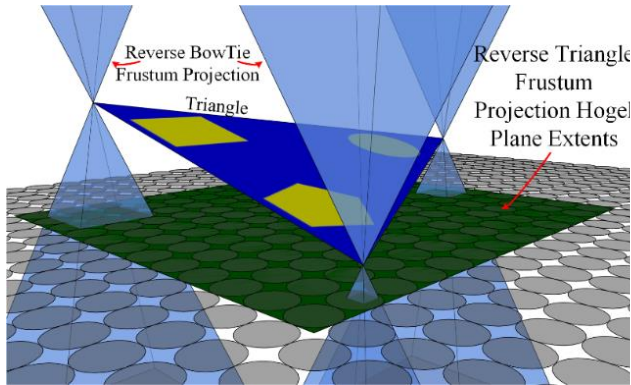 Reverse BowTie
Frustum Projection
Triangle
Reverse Triangle
Frustum
Projection Hogel
Plane Extents